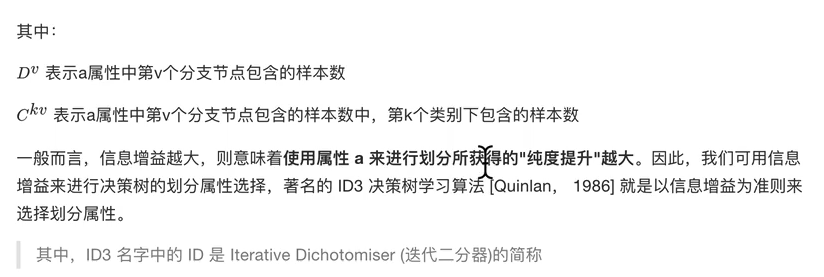 其中：
Dᵛ 表示a属性中第v个分支节点包含的样本数
Cᵏᵛ 表示a属性中第v个分支节点包含的样本数中，第k个类别下包含的样本数
一般而言，信息增益越大，则意味着使用属性 a 来进行划分所获得的"纯度提升"越大。因此，我们可用信息
增益来进行决策树的划分属性选择，著名的 ID3 决策树学习算法 [Quinlan， 1986] 就是以信息增益为准则来
选择划分属性。
其中，ID3 名字中的 ID 是 Iterative Dichotomiser (迭代二分器)的简称